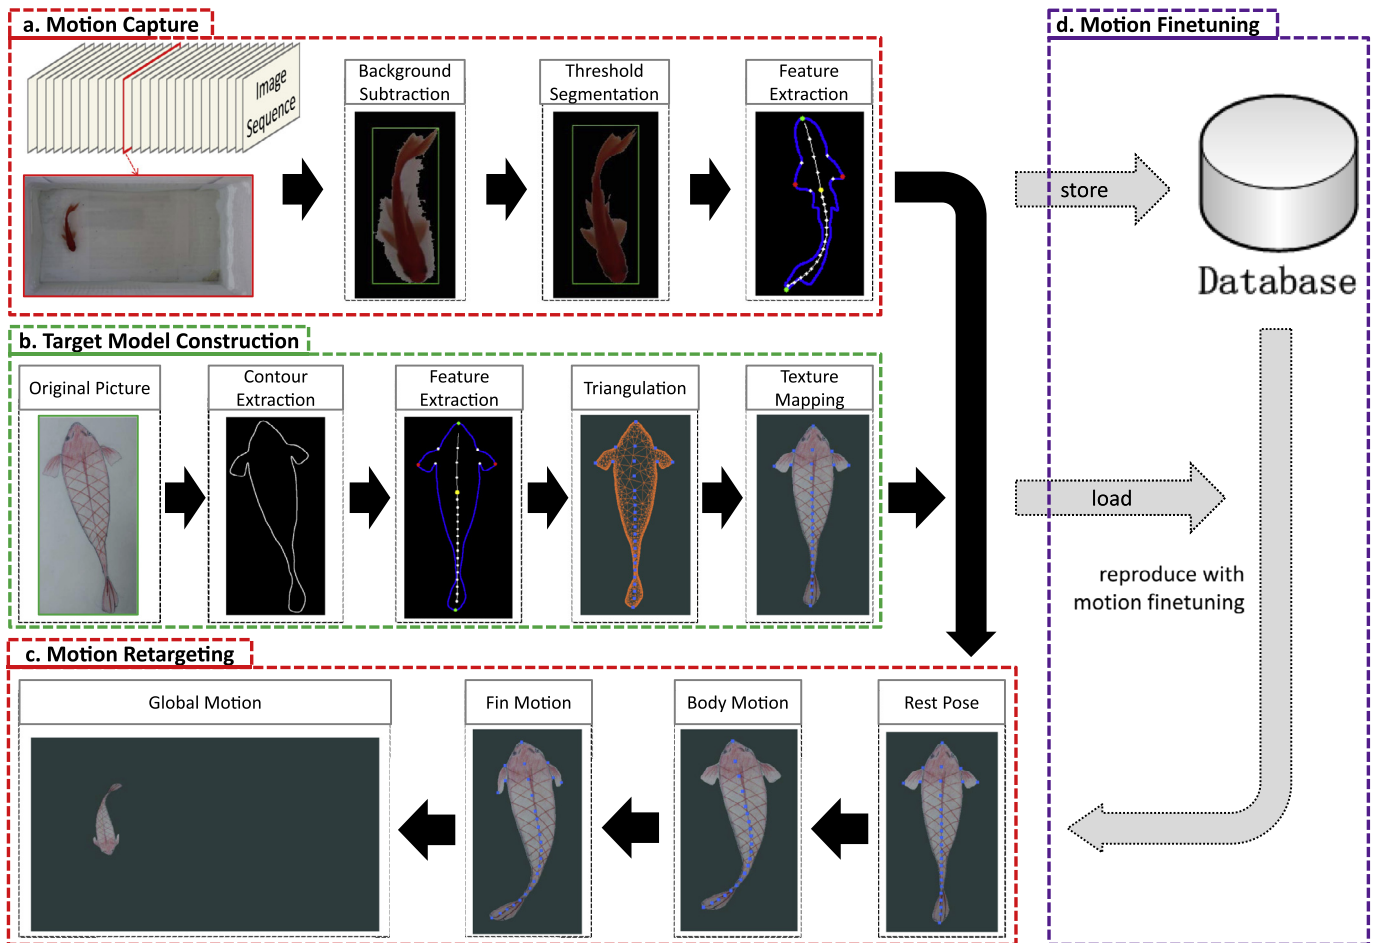 a. Motion Capture
Image
Sequence
Background
Subtraction
Threshold
Segmentation
Feature
Extraction
b. Target Model Construction
Original Picture
Contour
Extraction
Feature
Extraction
Triangulation
Texture
Mapping
c. Motion Retargeting
Global Motion
Fin Motion
Body Motion
Rest Pose
d. Motion Finetuning
store
Database
load
reproduce with
motion finetuning